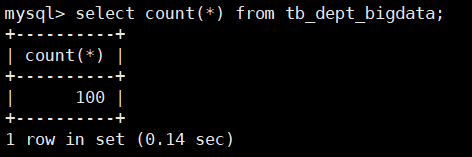 mysql> select count(*) from tb_dept_bigdata;
+----------+
| count(*) |
+----------+
|      100 |
+----------+
1 row in set (0.14 sec)